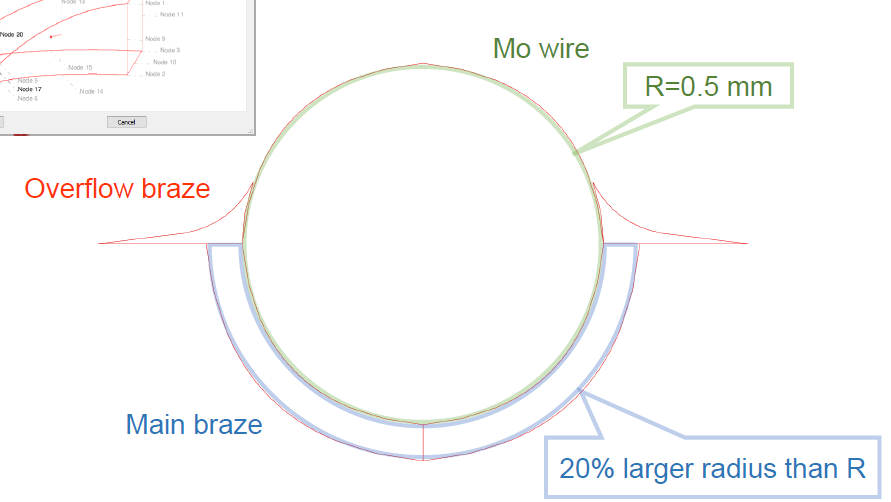 Node 13
Node 1
Node 11
Node 20
Node 9
Node 3
Node 10
Node 15
Node 2
Node 5
Node 17
Node 14
Node 6
Cancel
Mo wire
R=0.5 mm
Overflow braze
Main braze
20% larger radius than R